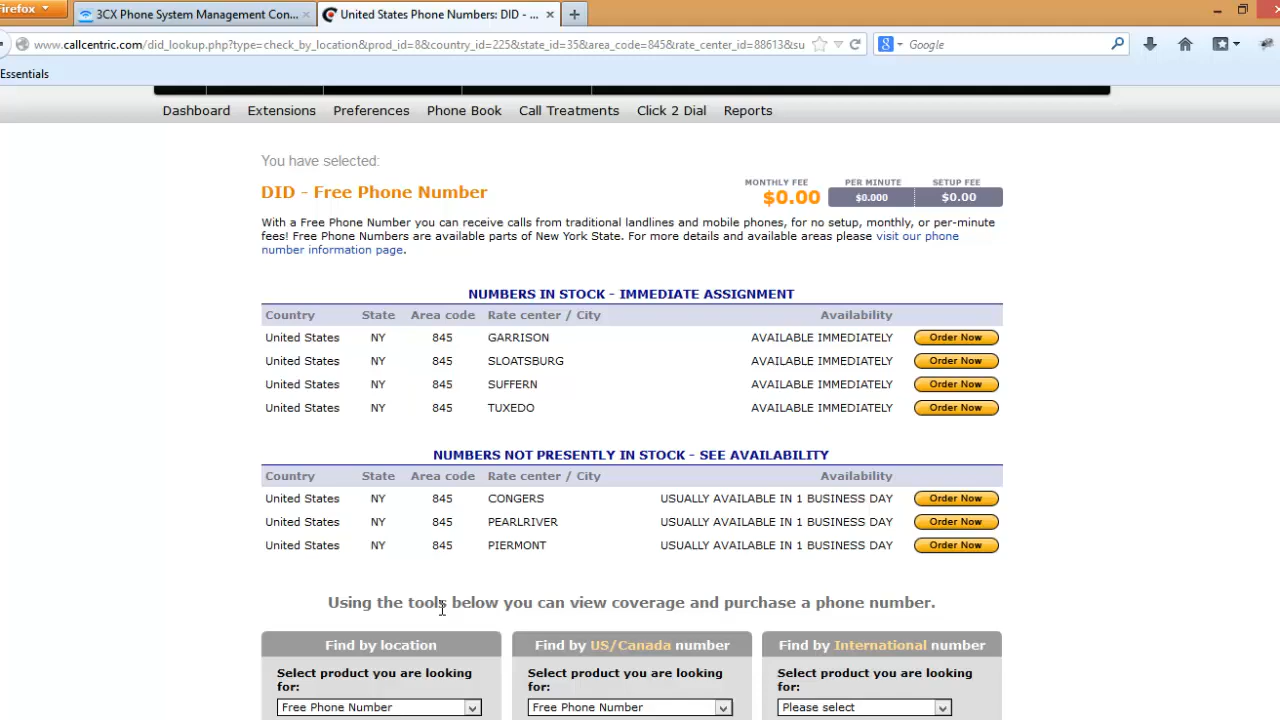 Firefox
3CX Phone System Management Con...
United States Phone Numbers: DID - ...
www.callcentric.com/did_lookup.php?type=check_by_location&prod_id=8&country_id=225&state_id=35&area_code=845&rate_center_id=88613&su
Google
Essentials
Dashboard Extensions Preferences Phone Book Call Treatments Click 2 Dial Reports
You have selected:
DID - Free Phone Number
MONTHLY FEE PER MINUTE SETUP FEE
$0.00 $0.000 $0.00
With a Free Phone Number you can receive calls from traditional landlines and mobile phones, for no setup, monthly, or per-minute
fees! Free Phone Numbers are available parts of New York State. For more details and available areas please visit our phone
number information page.
NUMBERS IN STOCK - IMMEDIATE ASSIGNMENT
Country State Area code Rate center / City Availability
United States NY 845 GARRISON AVAILABLE IMMEDIATELY Order Now
United States NY 845 SLOATSBURG AVAILABLE IMMEDIATELY Order Now
United States NY 845 SUFFERN AVAILABLE IMMEDIATELY Order Now
United States NY 845 TUXEDO AVAILABLE IMMEDIATELY Order Now
NUMBERS NOT PRESENTLY IN STOCK - SEE AVAILABILITY
Country State Area code Rate center / City Availability
United States NY 845 CONGERS USUALLY AVAILABLE IN 1 BUSINESS DAY Order Now
United States NY 845 PEARLRIVER USUALLY AVAILABLE IN 1 BUSINESS DAY Order Now
United States NY 845 PIERMONT USUALLY AVAILABLE IN 1 BUSINESS DAY Order Now
Using the tools below you can view coverage and purchase a phone number.
Find by location
Select product you are looking
for:
Free Phone Number
Find by US/Canada number
Select product you are looking
for:
Free Phone Number
Find by International number
Select product you are looking
for:
Please select